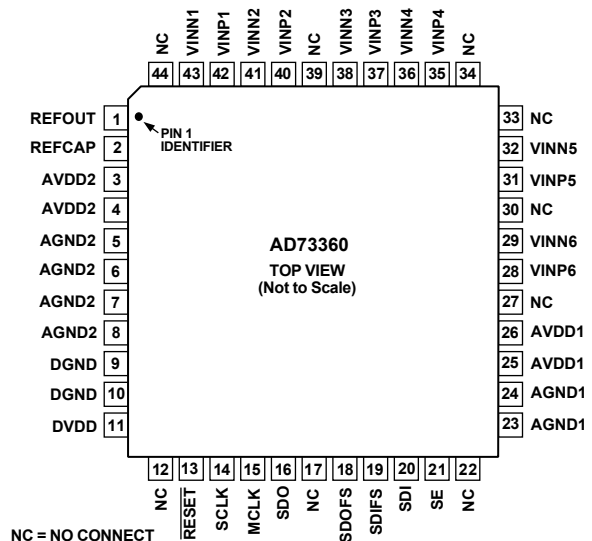 NC VINN1 VINP1 VINN2 VINP2 NC VINN3 VINP3 VINN4 VINP4 NC
44 43 42 41 40 39 38 37 36 35 34
REFOUT 1
REFCAP 2
AVDD2 3
AVDD2 4
AGND2 5
AGND2 6
AGND2 7
AGND2 8
DGND 9
DGND 10
DVDD 11
PIN 1
IDENTIFIER
AD73360
TOP VIEW
(Not to Scale)
33 NC
32 VINN5
31 VINP5
30 NC
29 VINN6
28 VINP6
27 NC
26 AVDD1
25 AVDD1
24 AGND1
23 AGND1
12 13 14 15 16 17 18 19 20 21 22
NC RESET SCLK MCLK SDO NC SDOFS SDIFS SDI SE NC
NC = NO CONNECT